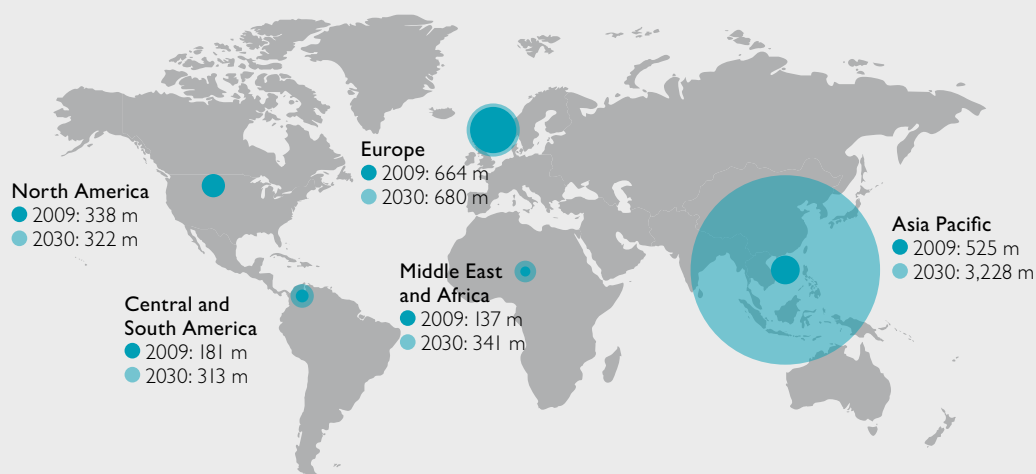 North America
2009: 338 m
2030: 322 m
Europe
2009: 664 m
2030: 680 m
Central and
South America
2009: 181 m
2030: 313 m
Middle East
and Africa
2009: 137 m
2030: 341 m
Asia Pacific
2009: 525 m
2030: 3,228 m